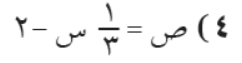 ٤) ص = ١/٣ س - ٢